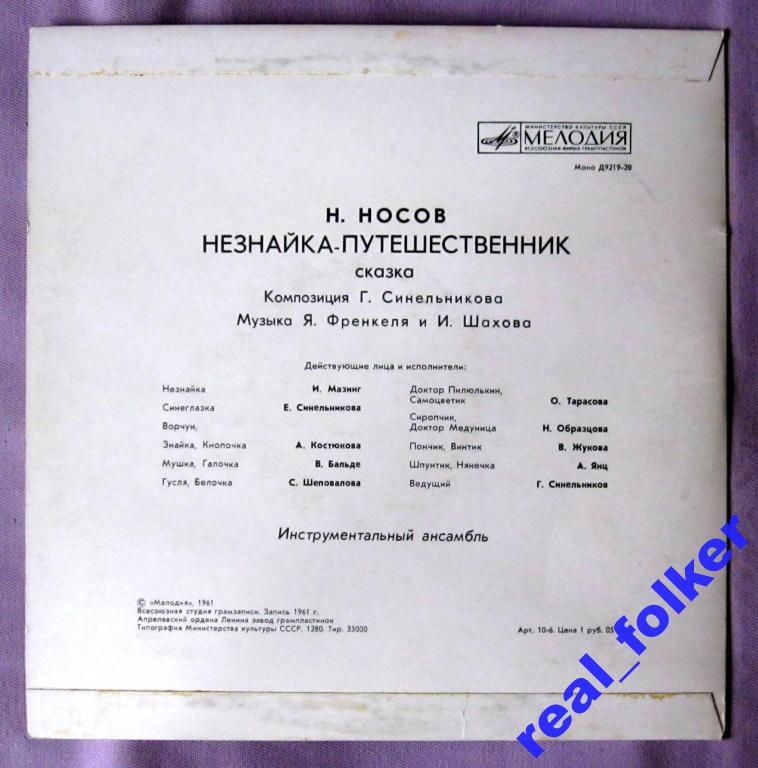 МИНИСТЕРСТВО КУЛЬТУРЫ СССР
МЕЛОДИЯ
ВСЕСОЮЗНАЯ ФИРМА ГРАМПЛАСТИНОК
Моно Д9219-20
Н. НОСОВ
НЕЗНАЙКА-ПУТЕШЕСТВЕННИК
сказка
Композиция Г. Синельникова
Музыка Я. Френкеля и И. Шахова
Действующие лица и исполнители:
Незнайка И. Мазинг
Синеглазка Е. Синельникова
Ворчун,
Знайка, Кнопочка А. Костюкова
Мушка, Галочка В. Бальде
Гусля, Белочка С. Шеповалова
Доктор Пилюлькин,
Самоцветик О. Тарасова
Сиропчик,
Доктор Медуница Н. Образцова
Пончик, Винтик В. Жукова
Шпунтик, Нянечка А. Янц
Ведущий Г. Синельников
Инструментальный ансамбль
© «Мелодия», 1961
Всесоюзная студия грамзаписи. Запись 1961 г.
Апрелевский ордена Ленина завод грампластинок
Типография Министерства культуры СССР. 1280. Тир. 33000
Арт. 10-6. Цена 1 руб. 05
real_folker